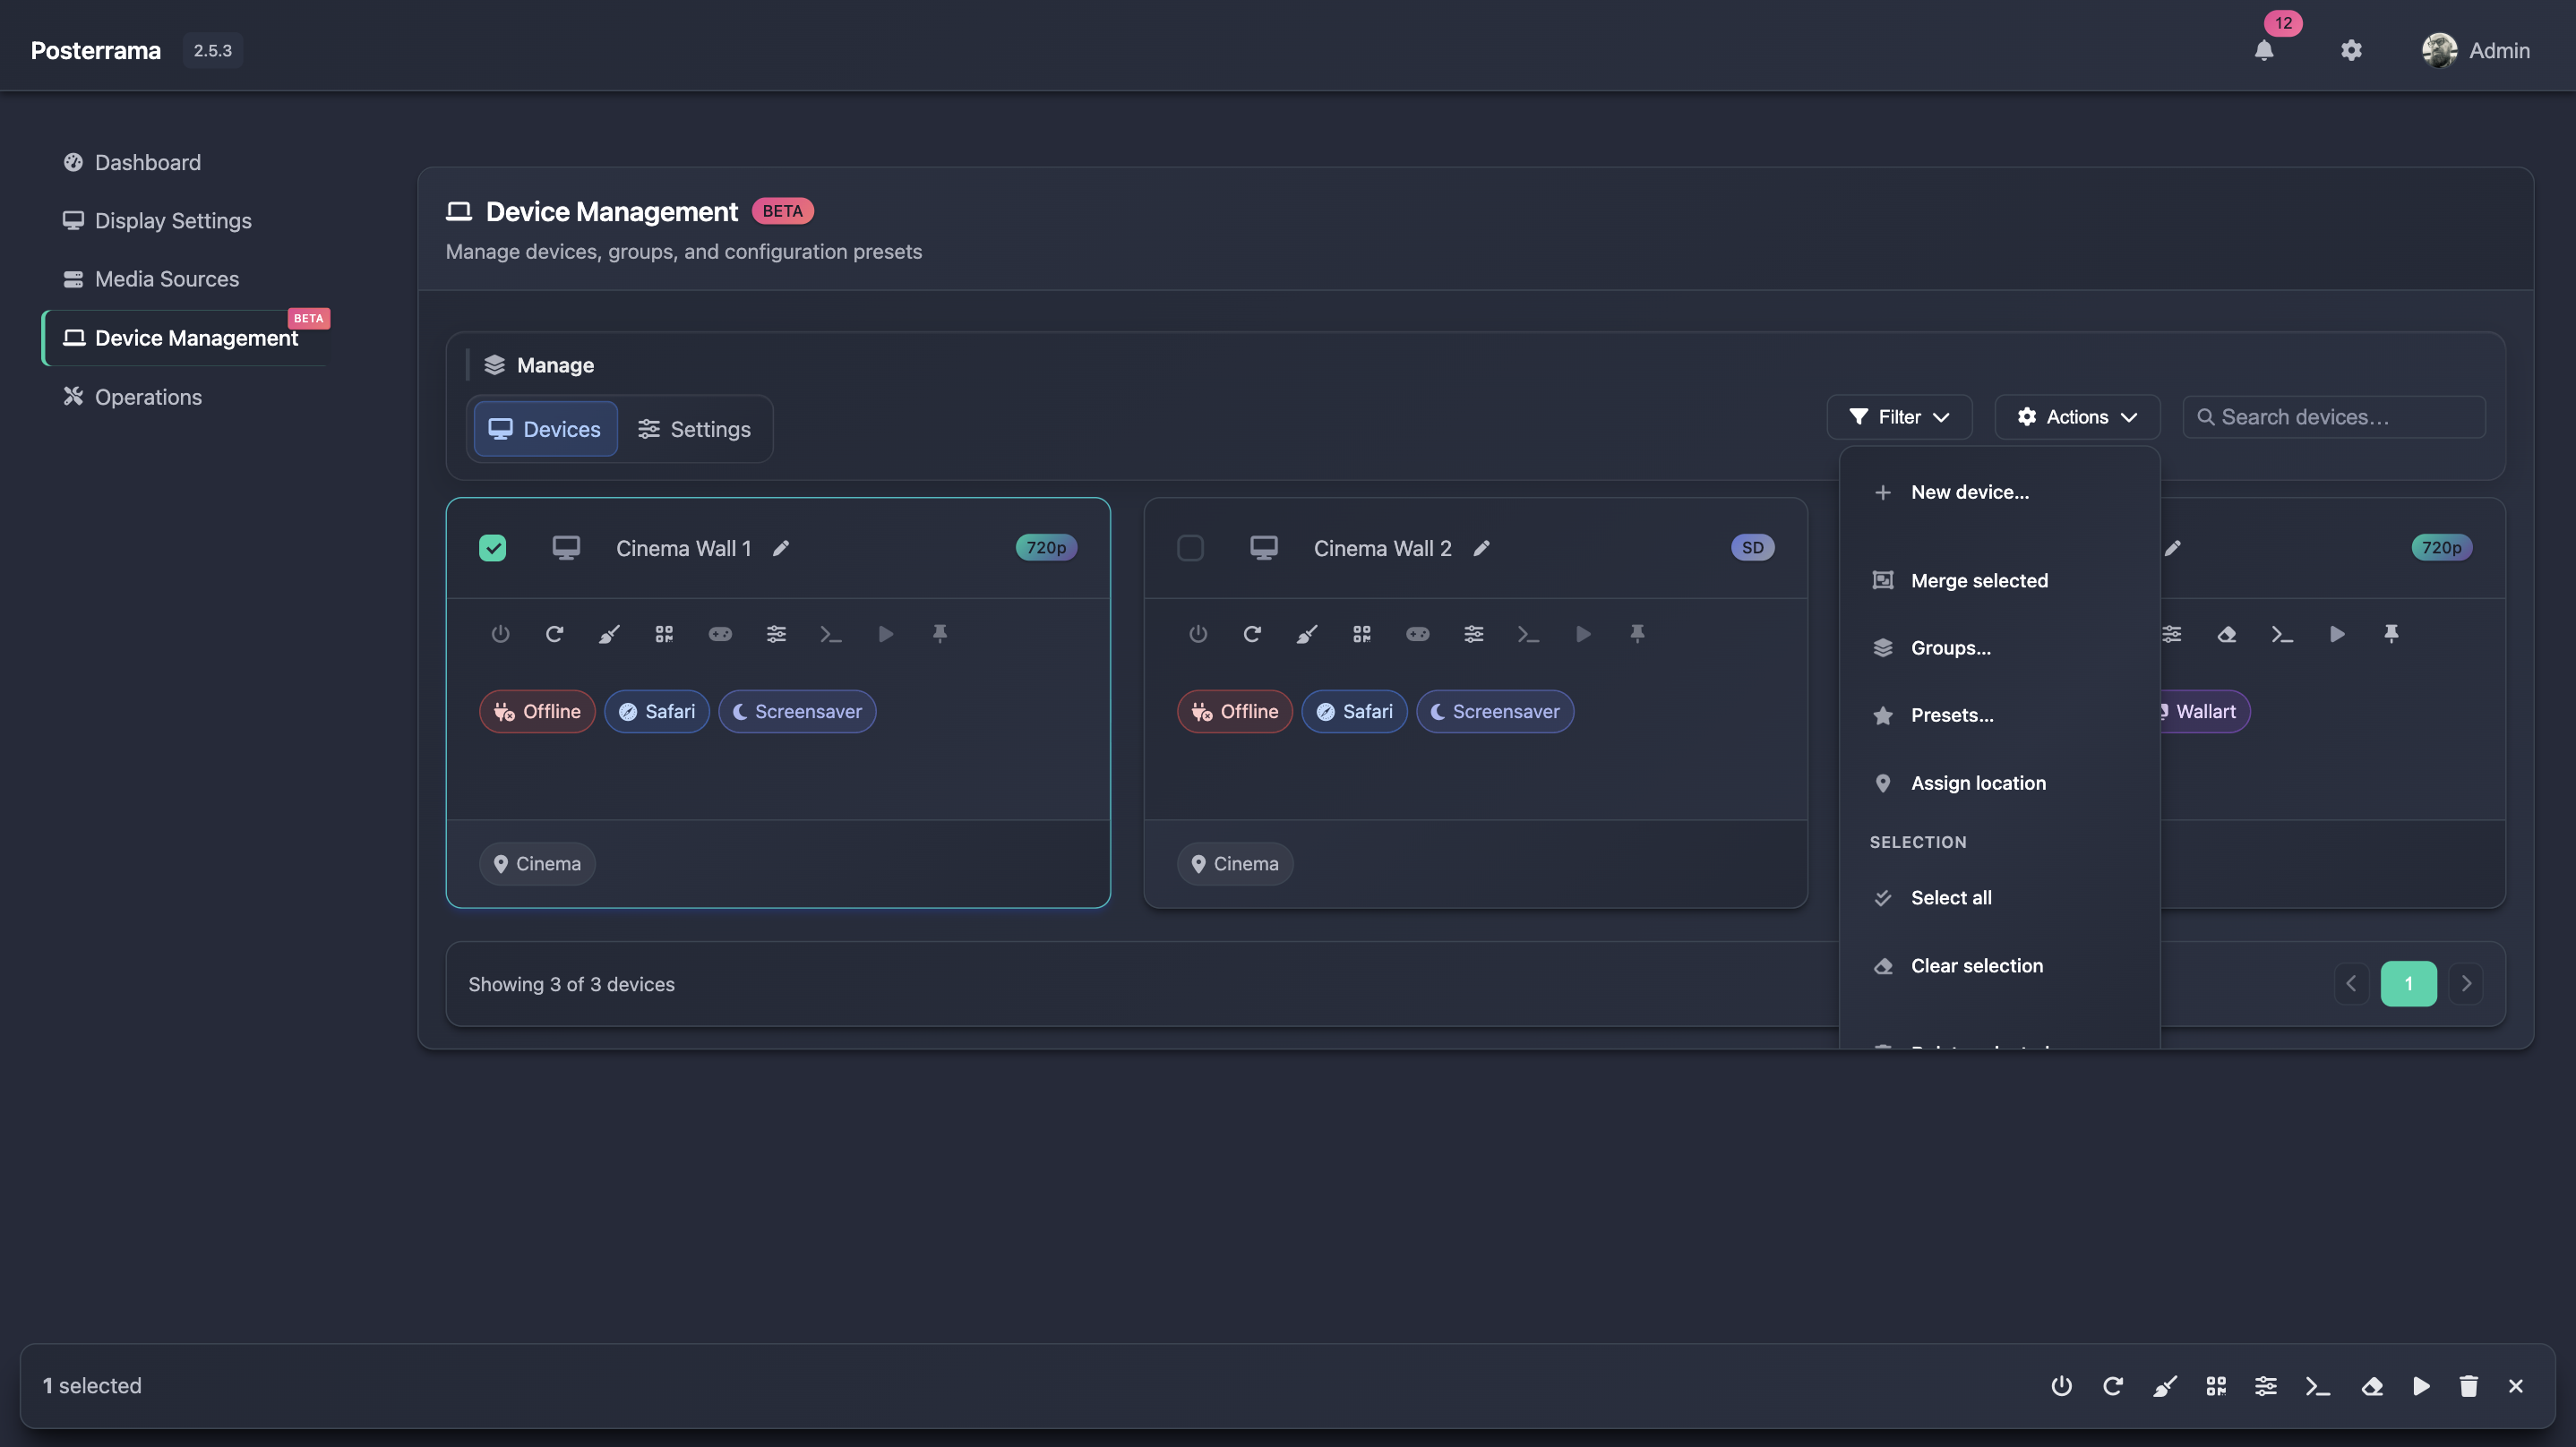 Posterrama 2.5.3
12
Admin
Dashboard
Display Settings
Media Sources
Device Management BETA
Operations
Device Management BETA
Manage devices, groups, and configuration presets
Manage
Devices Settings
Filter Actions Search devices...
New device...
Merge selected
Groups...
Presets...
Assign location
SELECTION
Select all
Clear selection
Cinema Wall 1 720p
Offline Safari Screensaver
Cinema
Cinema Wall 2 SD
Offline Safari Screensaver
Cinema
720p
Wallart
Showing 3 of 3 devices
1
1 selected